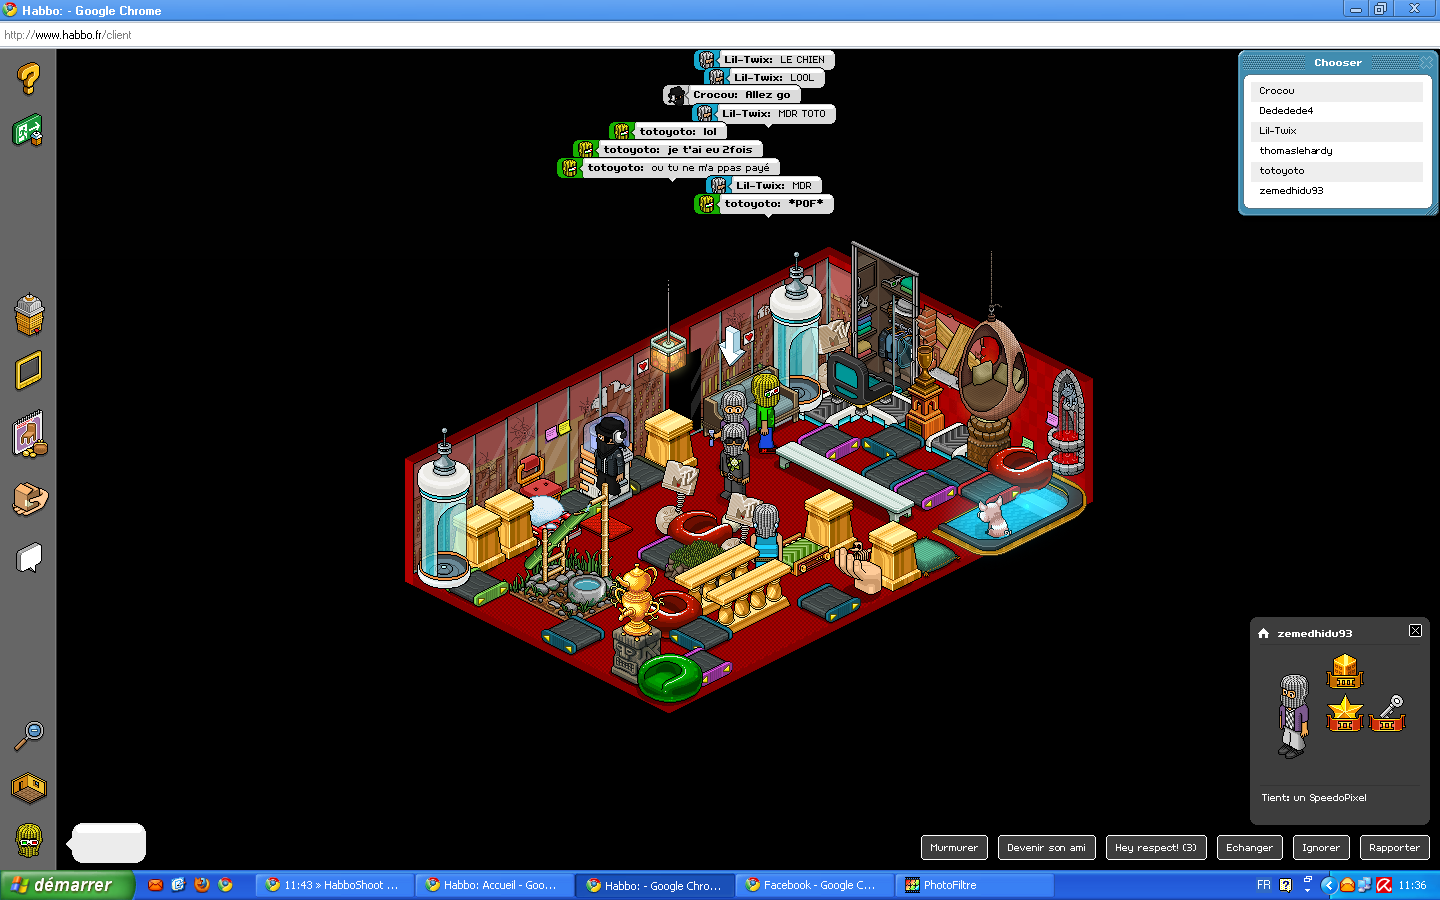 Habbo: - Google Chrome
http://www.habbo.fr/client
Lil-Twix: LE CHIEN
Lil-Twix: LOOL
Crocou: Allez go
Lil-Twix: MDR TOTO
totoyoto: lol
totoyoto: je t'ai eu 2fois
totoyoto: ou tu ne m'a ppas payé
Lil-Twix: MDR
totoyoto: *POF*
Chooser
Crocou
Dededede4
Lil-Twix
thomaslehardy
totoyoto
zemedhidu93
zemedhidu93
Tient: un SpeedoPixel
Murmurer
Devenir son ami
Hey respect! (3)
Echanger
Ignorer
Rapporter
démarrer
11:43 » HabboShoot ...
Habbo: Accueil - Goo...
Habbo: - Google Chro...
Facebook - Google C...
PhotoFiltre
FR
11:36